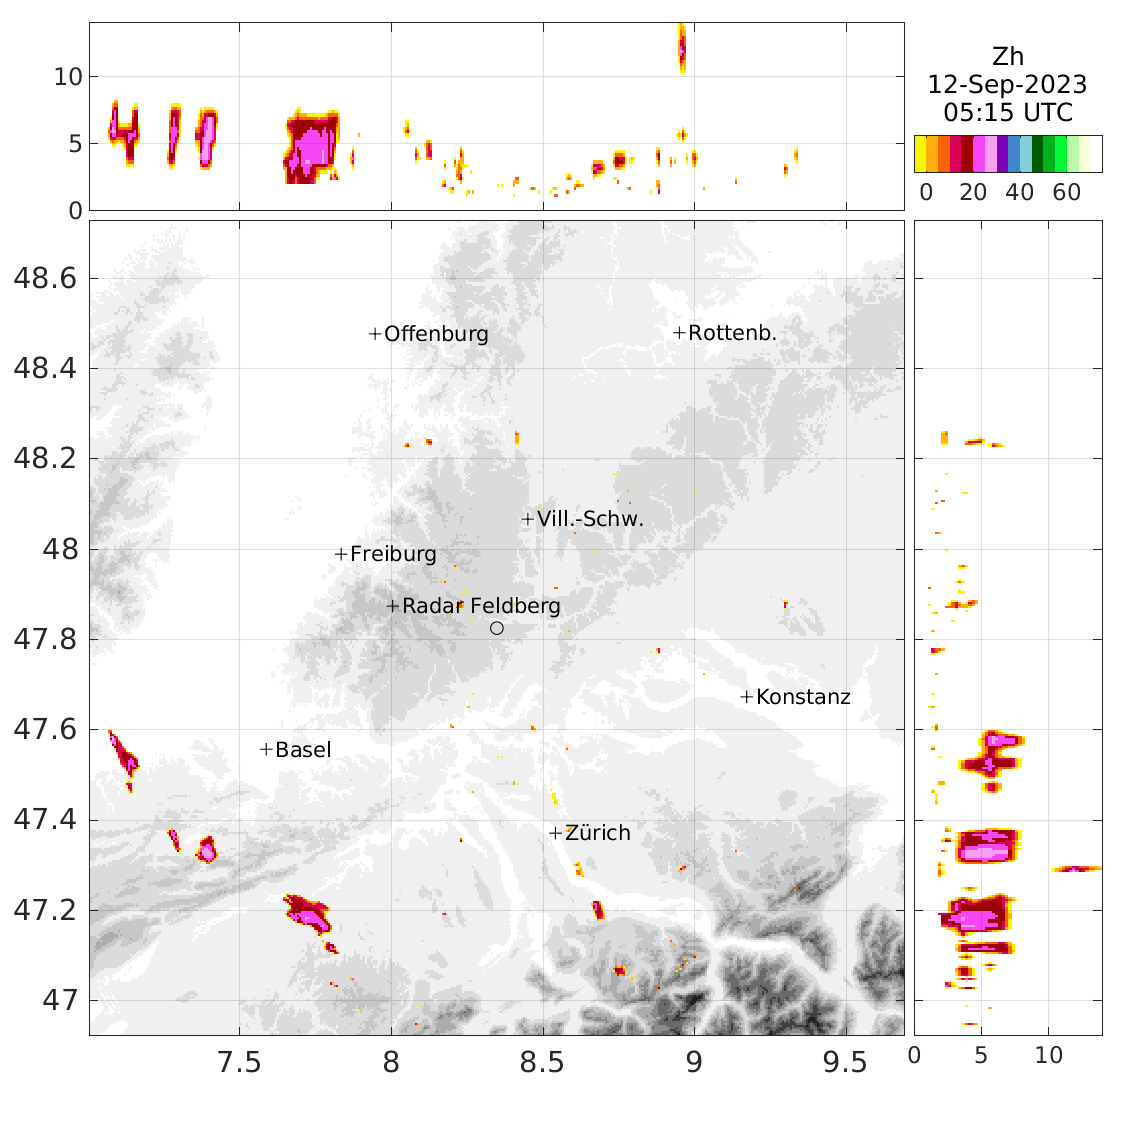 10
5
0
Zh
12-Sep-2023
05:15 UTC
0 20 40 60
48.6
48.4
48.2
48
47.8
47.6
47.4
47.2
47
+Offenburg
+Rottenb.
+Vill.-Schw.
+Freiburg
+Radar Feldberg
+Konstanz
+Basel
+Zürich
7.5 8 8.5 9 9.5
0 5 10